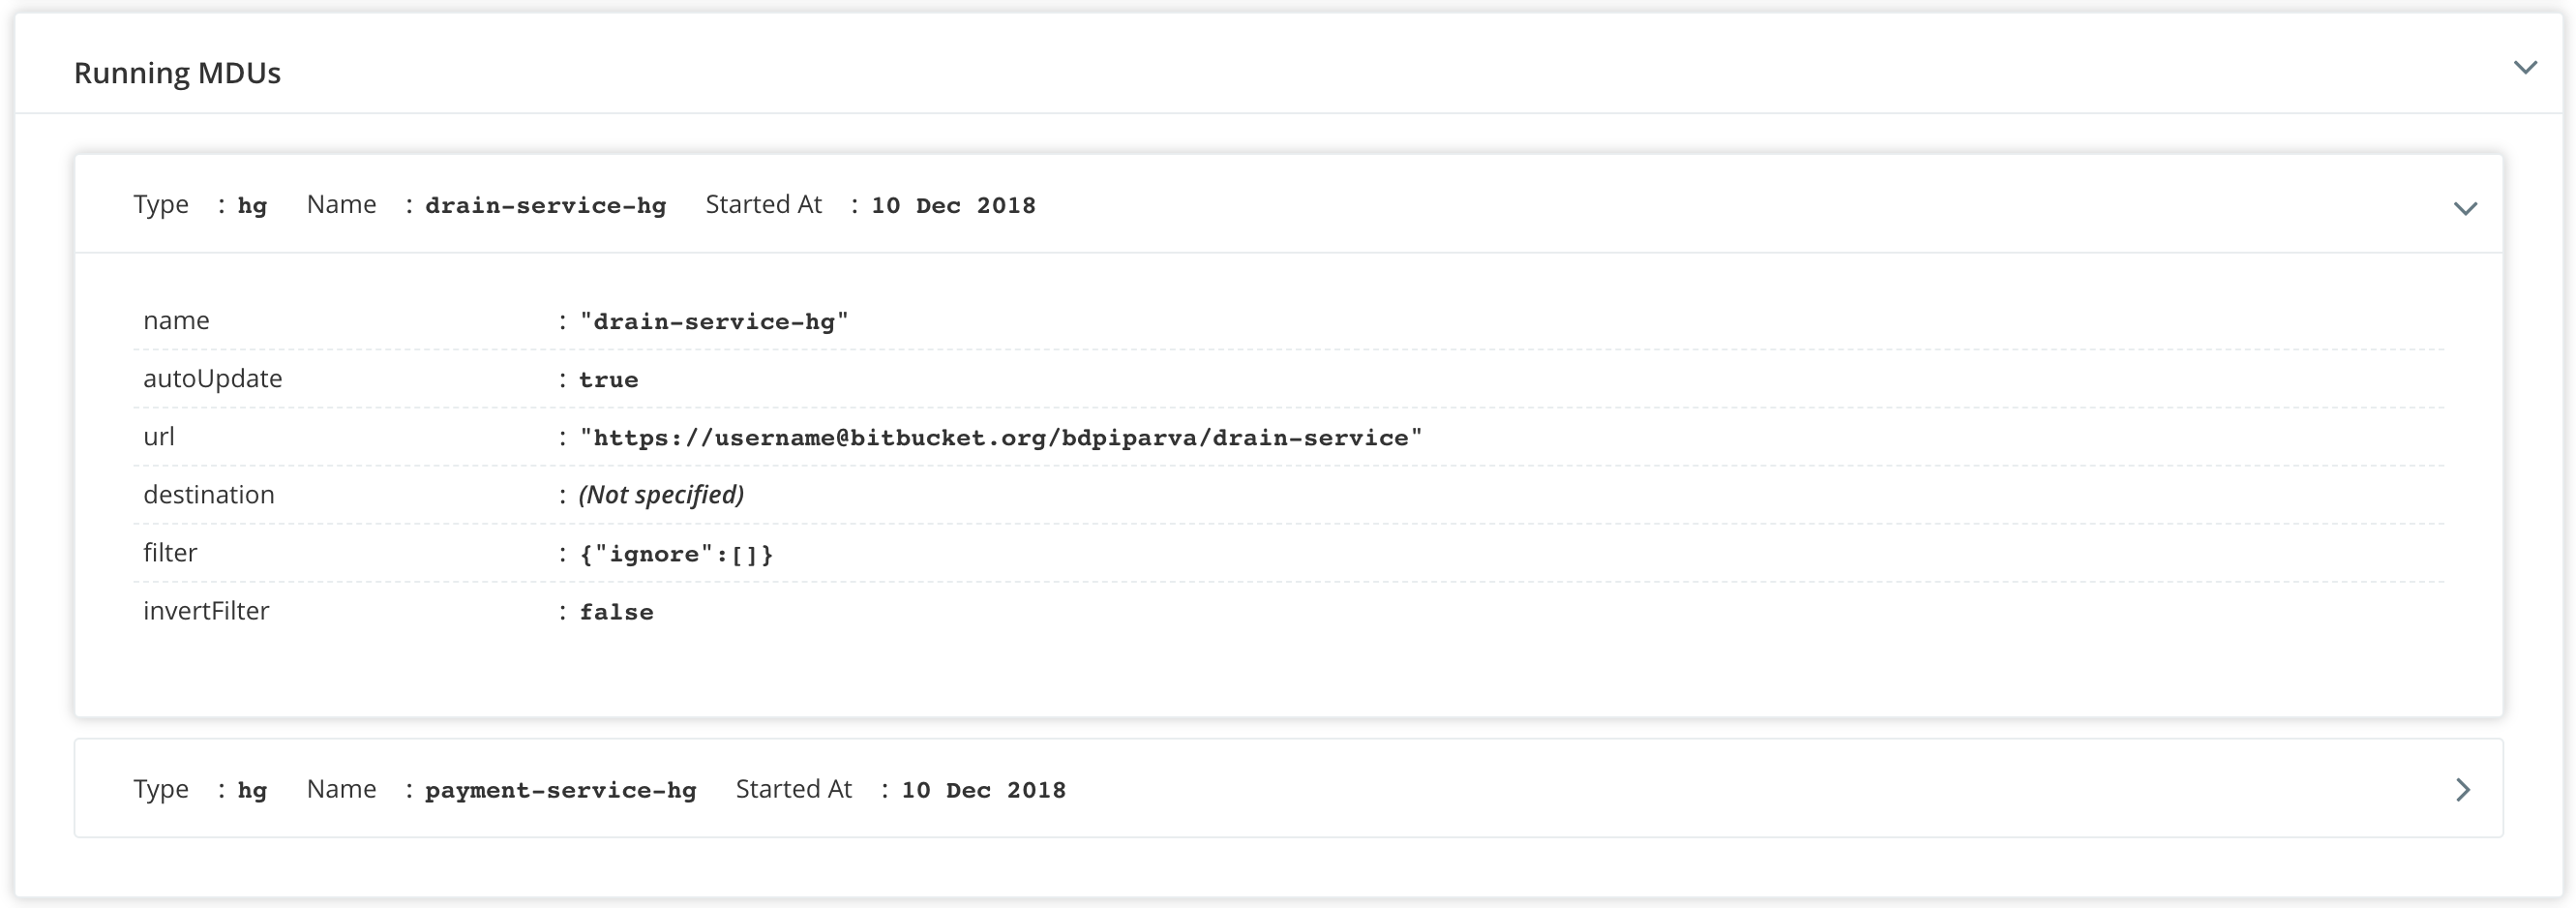 Running MDUs
Type : hg Name : drain-service-hg Started At : 10 Dec 2018
name : "drain-service-hg"
autoUpdate : true
url : "https://username@bitbucket.org/bdpiparva/drain-service"
destination : (Not specified)
filter : {"ignore":[]}
invertFilter : false
Type : hg Name : payment-service-hg Started At : 10 Dec 2018